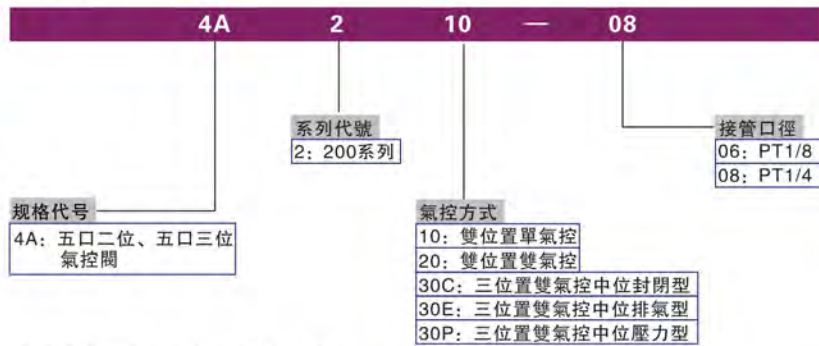 4A 2 10 — 08
系列代號
2：200系列
接管口徑
06：PT1/8
08：PT1/4
规格代号
4A：五口二位、五口三位
氣控閥
氣控方式
10：雙位置單氣控
20：雙位置雙氣控
30C：三位置雙氣控中位封閉型
30E：三位置雙氣控中位排氣型
30P：三位置雙氣控中位壓力型